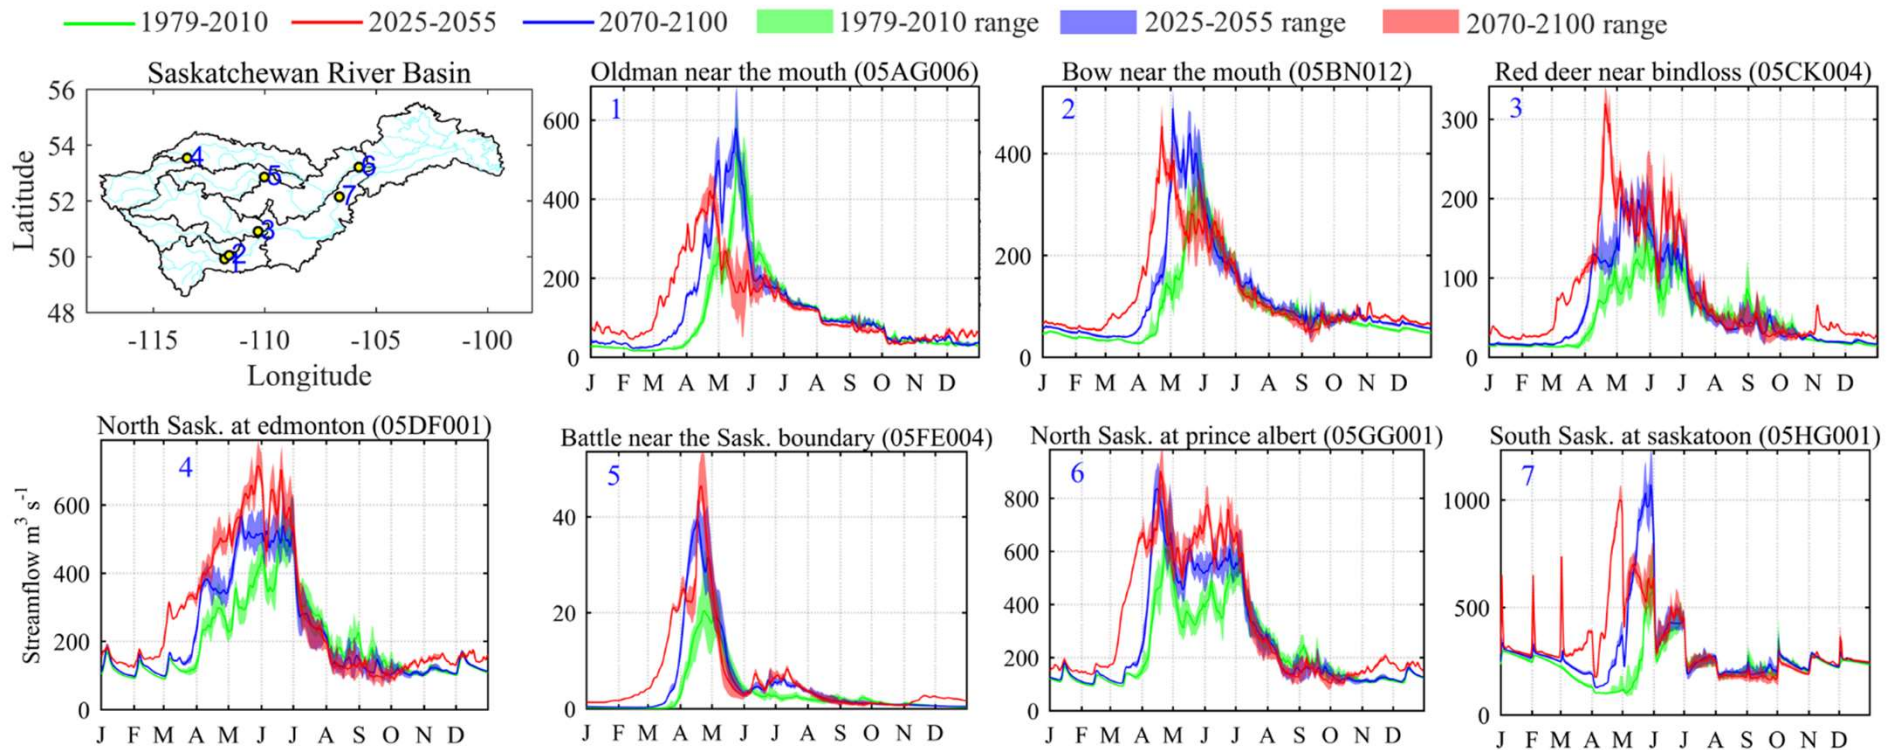 1979-2010 2025-2055 2070-2100 1979-2010 range 2025-2055 range 2070-2100 range
Saskatchewan River Basin
56
54
52
50
48
Latitude
-115 -110 -105 -100
Longitude
4
5
6
7
3
2
1
Oldman near the mouth (05AG006)
1
600
400
200
0
J F M A M J J A S O N D
Bow near the mouth (05BN012)
2
400
200
0
J F M A M J J A S O N D
Red deer near bindloss (05CK004)
3
300
200
100
0
J F M A M J J A S O N D
North Sask. at edmonton (05DF001)
4
600
400
200
100
0
Streamflow m³ s⁻¹
J F M A M J J A S O N D
Battle near the Sask. boundary (05FE004)
5
40
20
0
J F M A M J J A S O N D
North Sask. at prince albert (05GG001)
6
800
600
400
200
0
J F M A M J J A S O N D
South Sask. at saskatoon (05HG001)
7
1000
500
0
J F M A M J J A S O N D